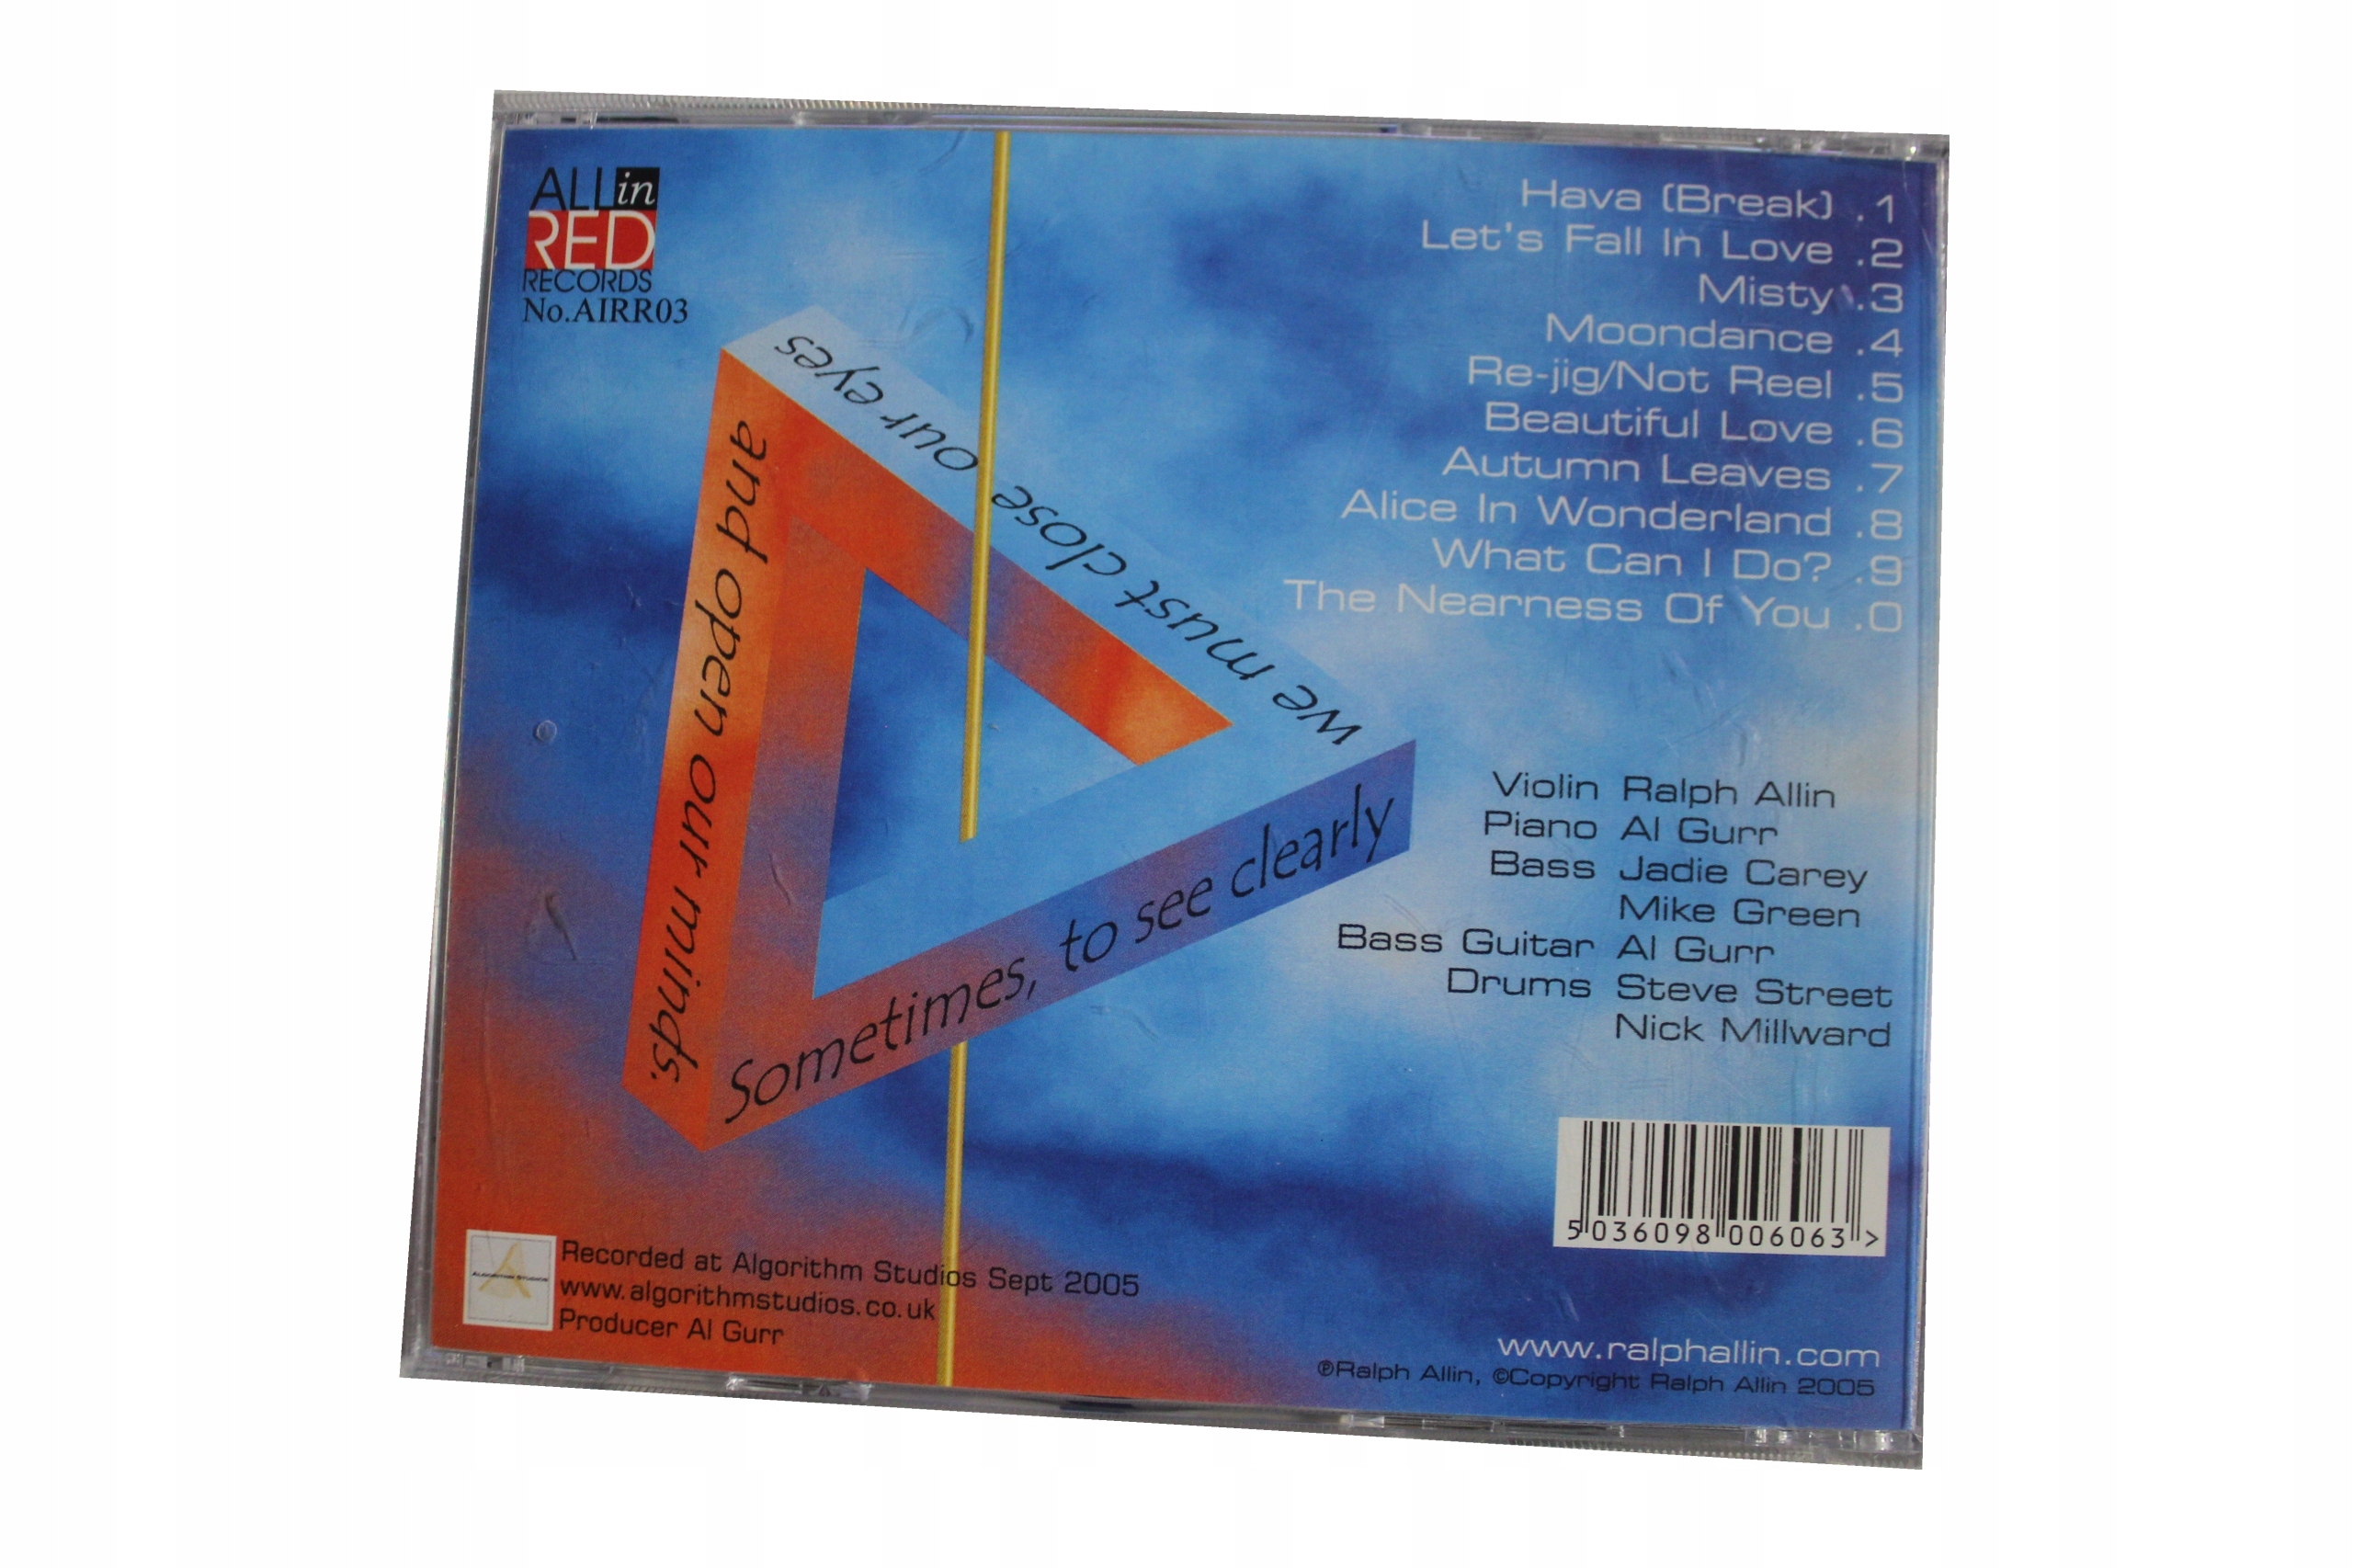 ALL in
RED
RECORDS
No.AIRR03
Hava (Break) .1
Let's Fall In Love .2
Misty .3
Moondance .4
Re-jig/Not Reel .5
Beautiful Love .6
Autumn Leaves .7
Alice In Wonderland .8
What Can I Do? .9
The Nearness Of You .0
Sometimes, to see clearly
we must close our eyes
and open our minds.
Violin Ralph Allin
Piano Al Gurr
Bass Jadie Carey
Mike Green
Bass Guitar Al Gurr
Drums Steve Street
Nick Millward
5 036098 006063 >
ALGORITHM STUDIOS
Recorded at Algorithm Studios Sept 2005
www.algorithmstudios.co.uk
Producer Al Gurr
www.ralphallin.com
℗Ralph Allin, ©Copyright Ralph Allin 2005